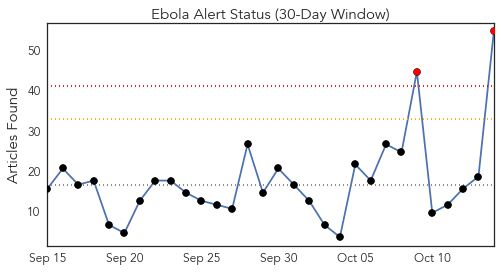 Ebola Alert Status (30-Day Window)
Articles Found
50
40
30
20
10
Sep 15
Sep 20
Sep 25
Sep 30
Oct 05
Oct 10